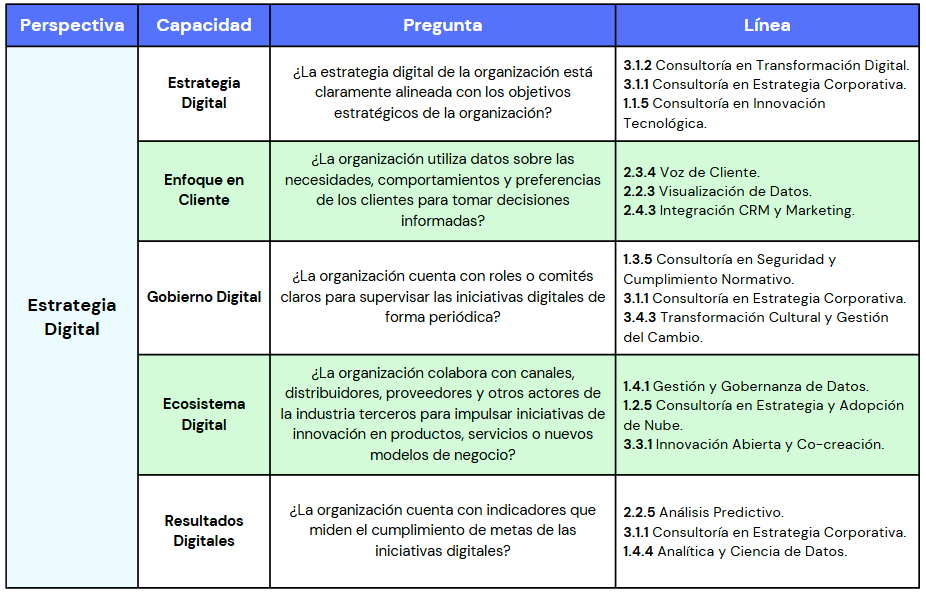 Perspectiva
Capacidad
Pregunta
Línea
Estrategia
Digital
Estrategia
Digital
¿La estrategia digital de la organización está
claramente alineada con los objetivos
estratégicos de la organización?
3.1.2 Consultoría en Transformación Digital.
3.1.1 Consultoría en Estrategia Corporativa.
1.1.5 Consultoría en Innovación
Tecnológica.
Enfoque en
Cliente
¿La organización utiliza datos sobre las
necesidades, comportamientos y preferencias
de los clientes para tomar decisiones
informadas?
2.3.4 Voz de Cliente.
2.2.3 Visualización de Datos.
2.4.3 Integración CRM y Marketing.
Gobierno Digital
¿La organización cuenta con roles o comités
claros para supervisar las iniciativas digitales de
forma periódica?
1.3.5 Consultoría en Seguridad y
Cumplimiento Normativo.
3.1.1 Consultoría en Estrategia Corporativa.
3.4.3 Transformación Cultural y Gestión
del Cambio.
Ecosistema
Digital
¿La organización colabora con canales,
distribuidores, proveedores y otros actores de
la industria terceros para impulsar iniciativas de
innovación en productos, servicios o nuevos
modelos de negocio?
1.4.1 Gestión y Gobernanza de Datos.
1.2.5 Consultoría en Estrategia y Adopción
de Nube.
3.3.1 Innovación Abierta y Co-creación.
Resultados
Digitales
¿La organización cuenta con indicadores que
miden el cumplimiento de metas de las
iniciativas digitales?
2.2.5 Análisis Predictivo.
3.1.1 Consultoría en Estrategia Corporativa.
1.4.4 Analítica y Ciencia de Datos.